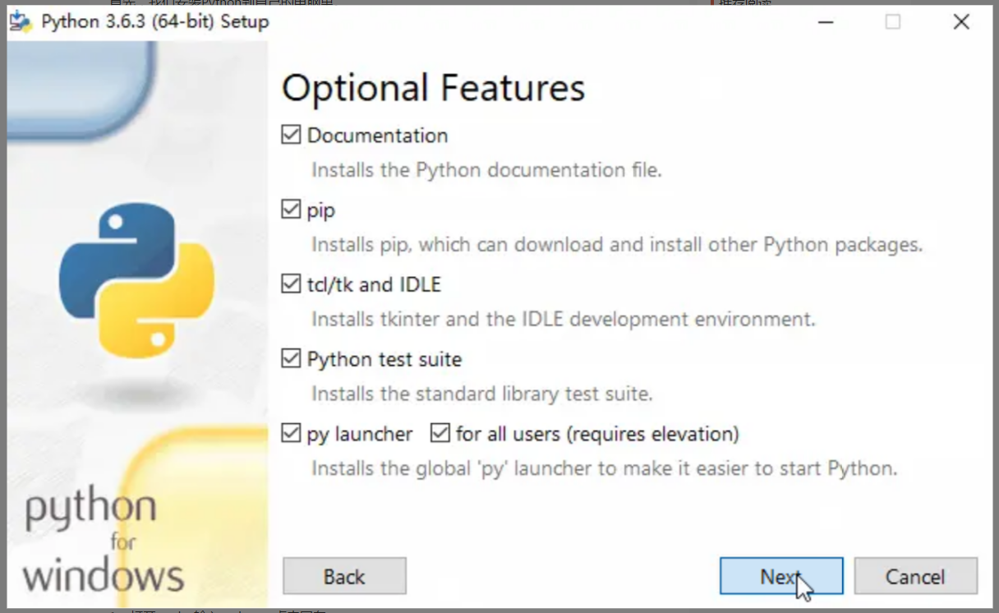 Python 3.6.3 (64-bit) Setup
Optional Features
Documentation
Installs the Python documentation file.
pip
Installs pip, which can download and install other Python packages.
tcl/tk and IDLE
Installs tkinter and the IDLE development environment.
Python test suite
Installs the standard library test suite.
py launcher for all users (requires elevation)
Installs the global 'py' launcher to make it easier to start Python.
python
for
windows
Back Next Cancel